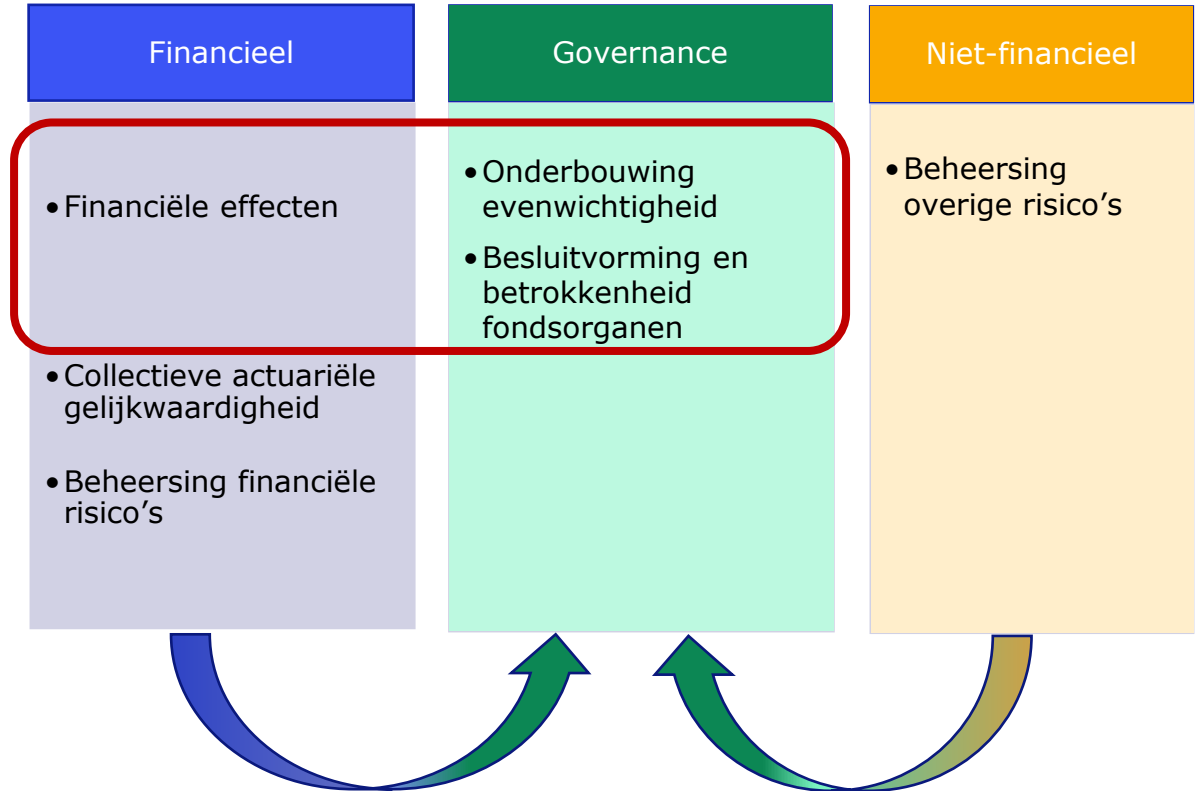 Financieel
Governance
Niet-financieel
•Financiële effecten
•Collectieve actuariële
gelijkwaardigheid
•Beheersing financiële
risico's
•Onderbouwing
evenwichtigheid
•Besluitvorming en
betrokkenheid
fondsorganen
•Beheersing
overige risico's